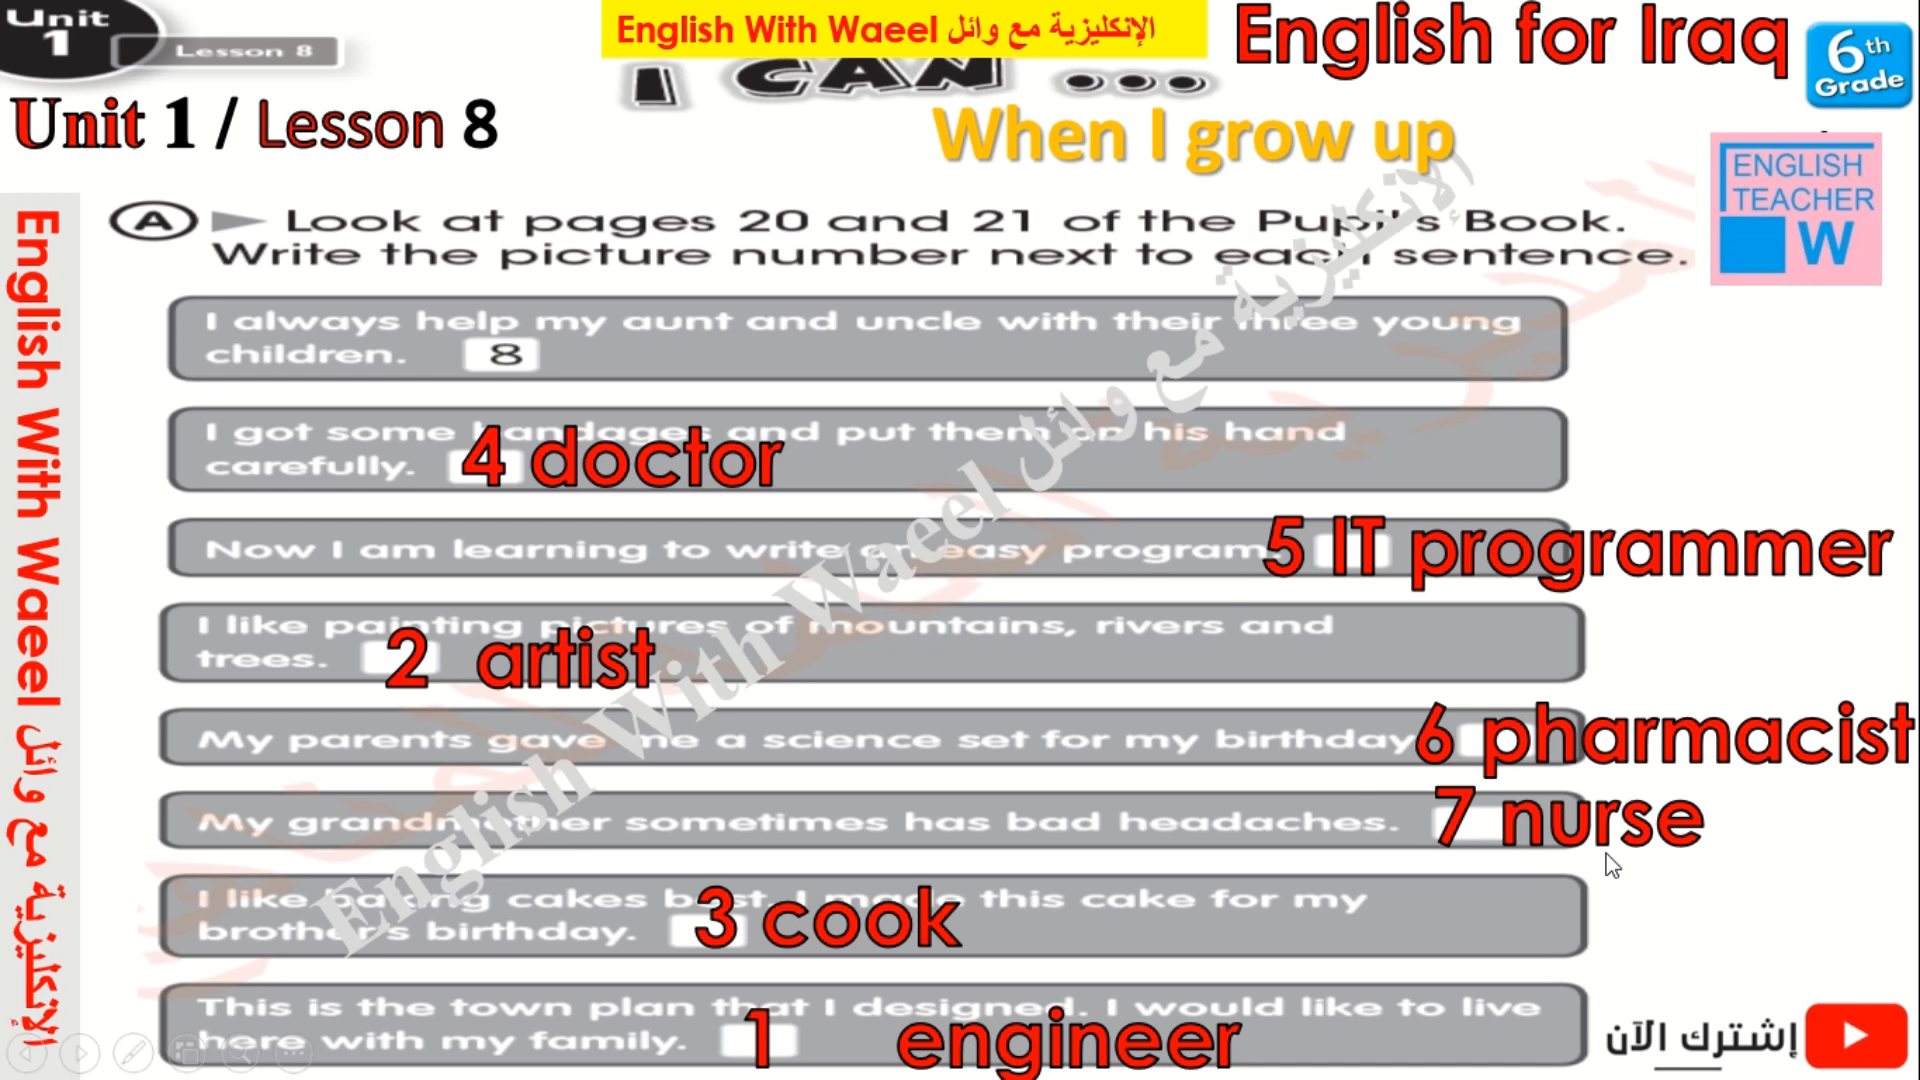 Unit
1
Lesson 8
English With Waeel الإنكليزية مع وائل
English for Iraq
6th
Grade
I CAN ...
Unit 1 / Lesson 8
When I grow up
ENGLISH
TEACHER
W
A Look at pages 20 and 21 of the Pupil's Book.
Write the picture number next to each sentence.
I always help my aunt and uncle with their three young
children. 8
I got some bandages and put them on his hand
carefully. 4 doctor
Now I am learning to write an easy program 5 IT programmer
I like painting pictures of mountains, rivers and
trees. 2 artist
My parents gave me a science set for my birthday 6 pharmacist
My grandmother sometimes has bad headaches. 7 nurse
I like baking cakes best. I made this cake for my
brother's birthday. 3 cook
This is the town plan that I designed. I would like to live
here with my family. 1 engineer
English With Waeel الإنكليزية مع وائل
English With Waeel الإنكليزية مع وائل
إشترك الآن